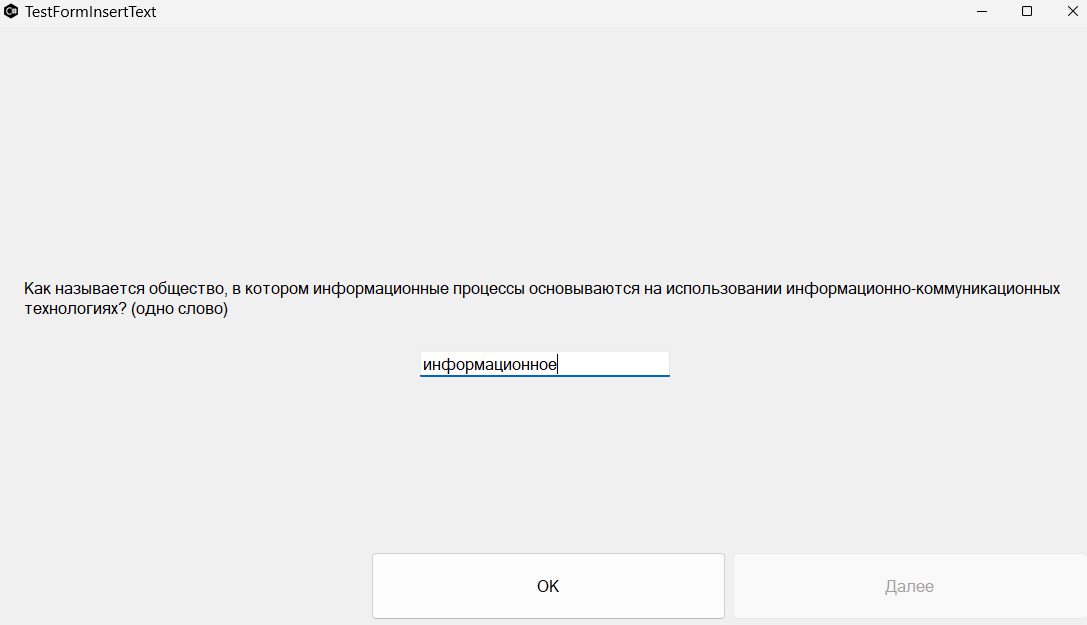 TestFormInsertText
Как называется общество, в котором информационные процессы основываются на использовании информационно-коммуникационных
технологиях? (одно слово)
информационное
OK
Далее